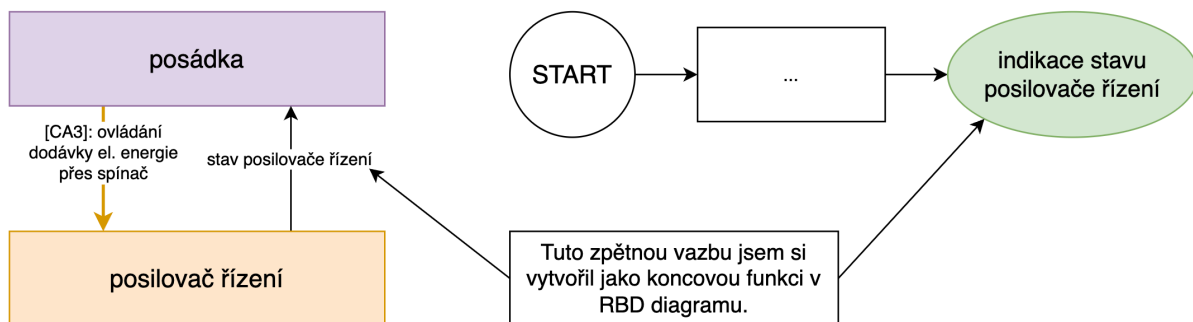 posádka
[CA3]: ovládání
dodávky el. energie
přes spínač
stav posilovače řízení
posilovač řízení
START
...
indikace stavu
posilovače řízení
Tuto zpětnou vazbu jsem si
vytvořil jako koncovou funkci v
RBD diagramu.